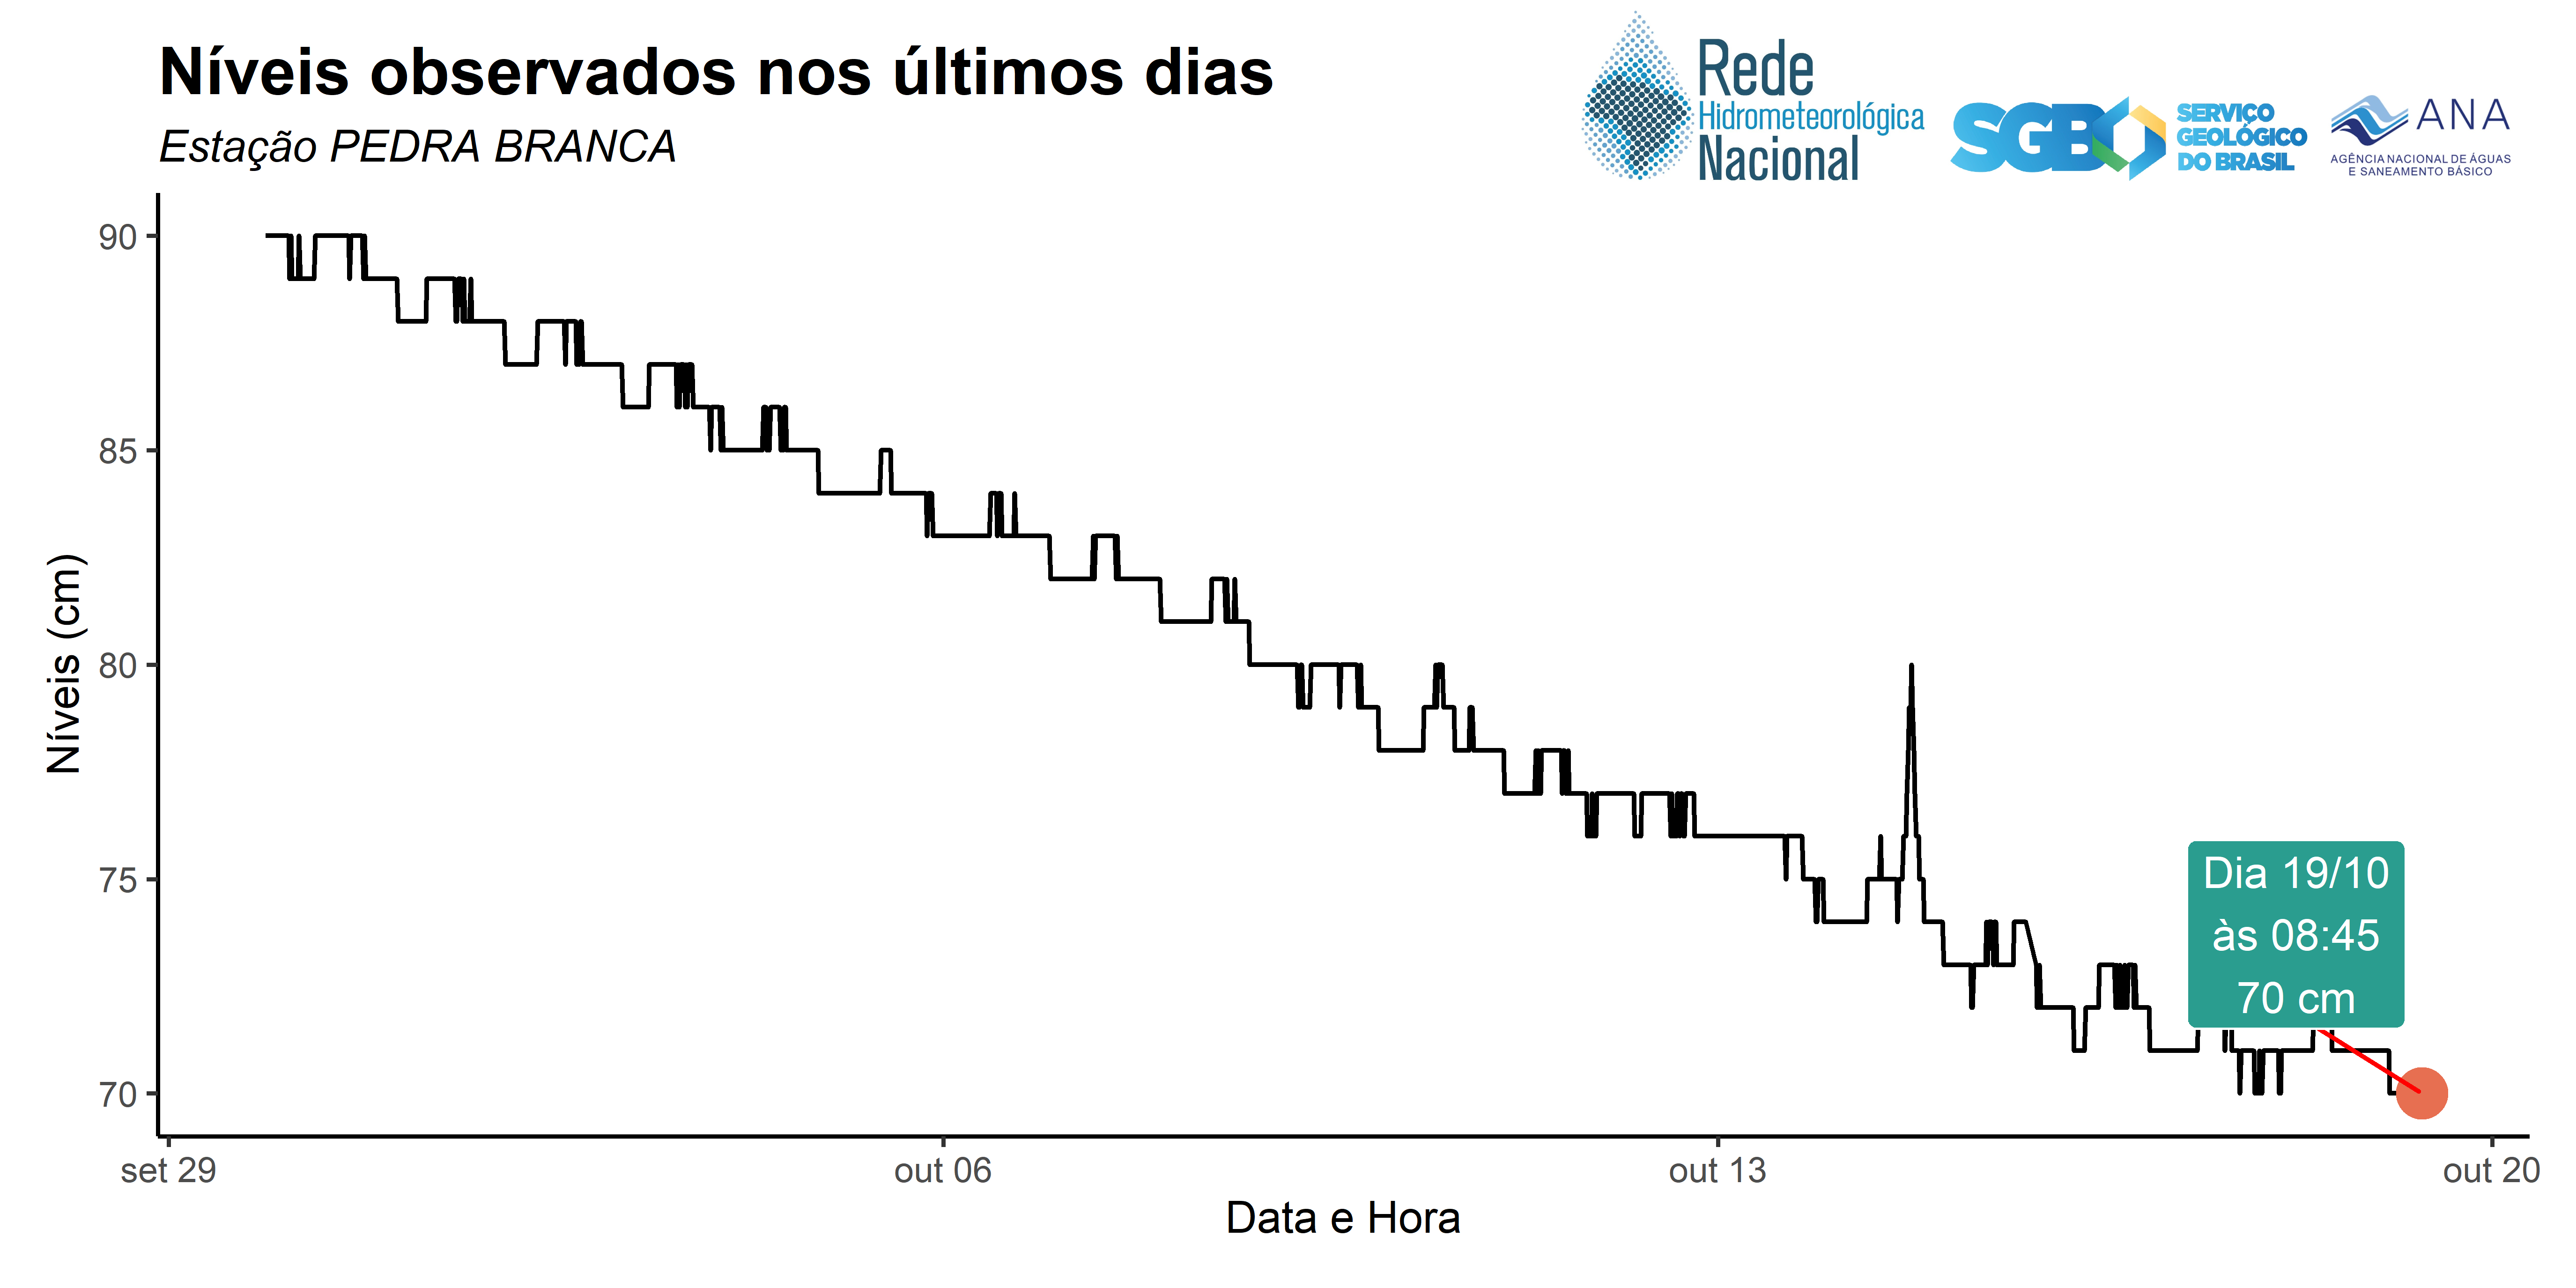 Níveis observados nos últimos dias
Estação PEDRA BRANCA
Rede
Hidrometeorológica
Nacional
SGB
SERVIÇO
GEOLÓGICO
DO BRASIL
ANA
AGÊNCIA NACIONAL DE ÁGUAS
E SANEAMENTO BÁSICO
Níveis (cm)
90
85
80
75
70
Dia 19/10
às 08:45
70 cm
set 29
out 06
out 13
out 20
Data e Hora